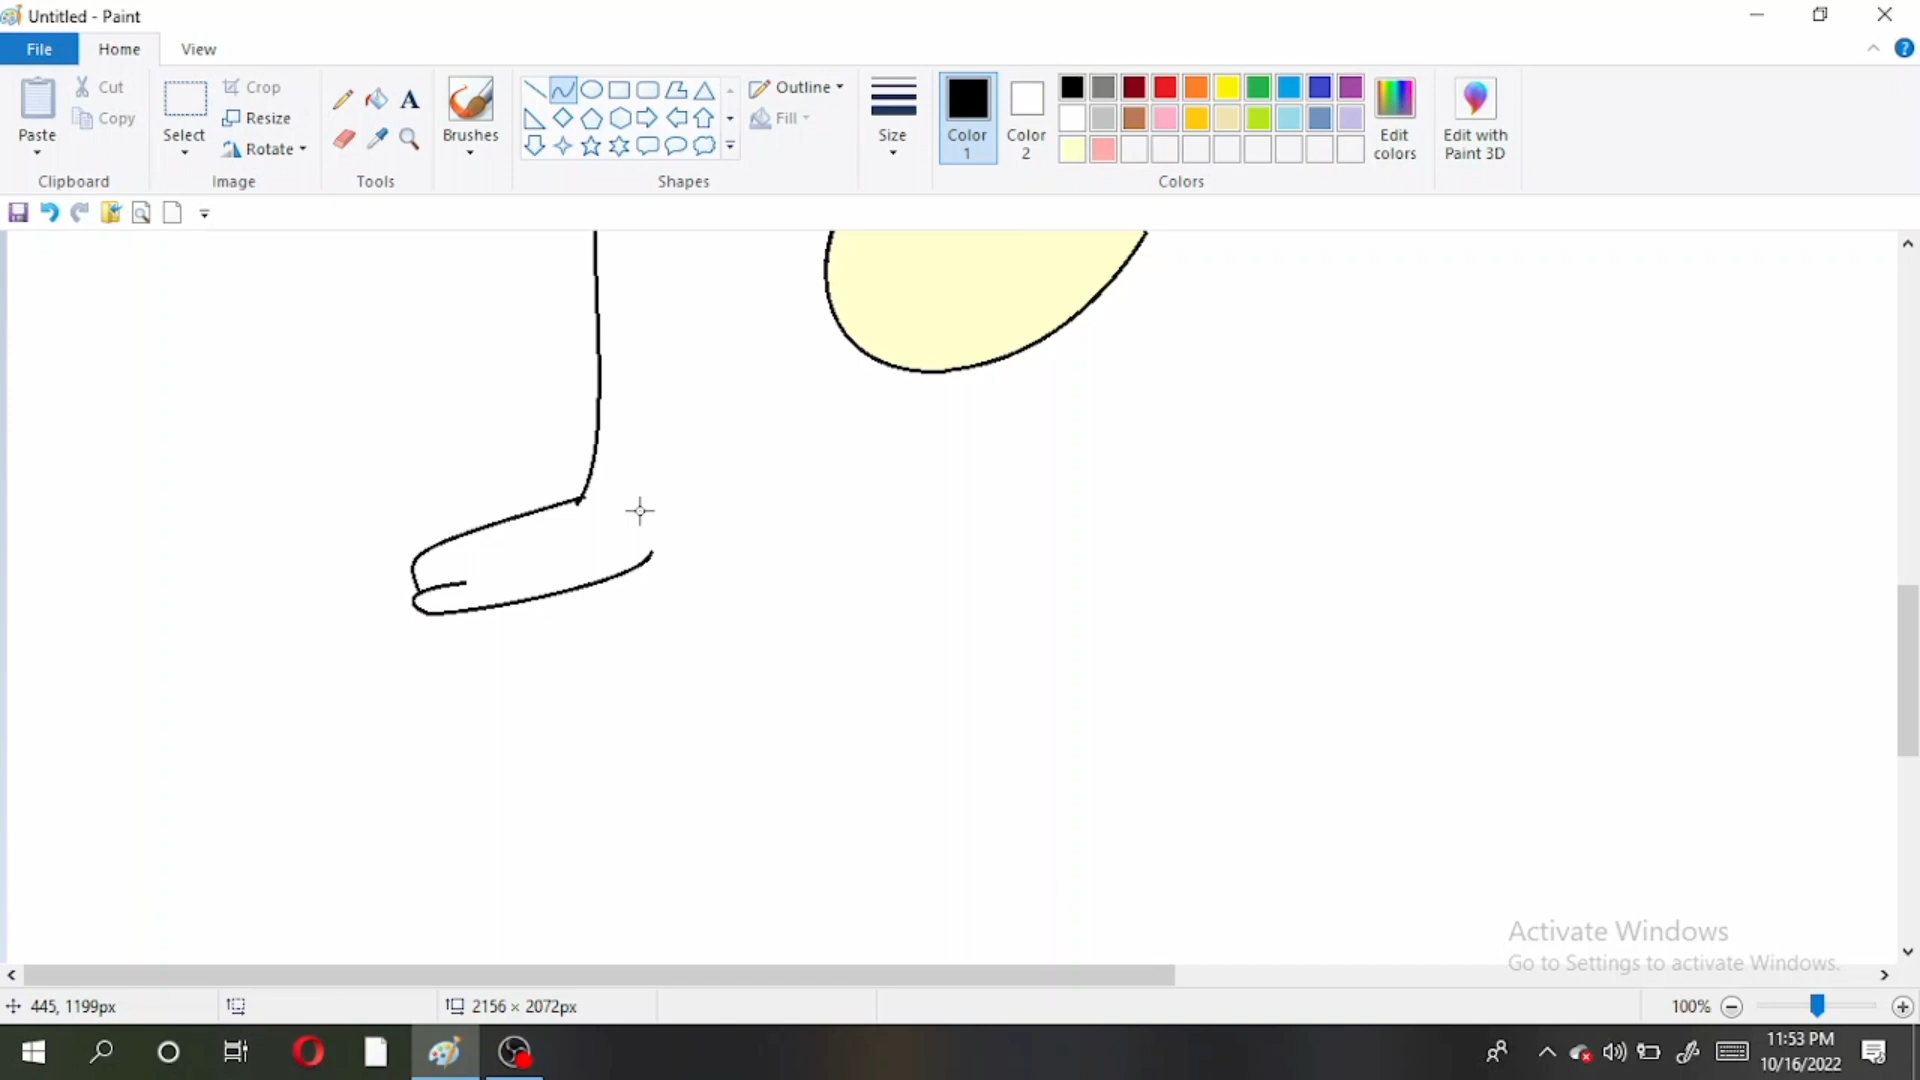 Untitled - Paint
File Home View
Paste Cut Copy Clipboard
Select Crop Resize Rotate Image
A
Tools
Brushes
Shapes
Outline
Fill
Size
Color 1
Color 2
Edit colors
Colors
Edit with Paint 3D
Activate Windows
Go to Settings to activate Windows.
445, 1199px
2156 × 2072px
100%
11:53 PM
10/16/2022